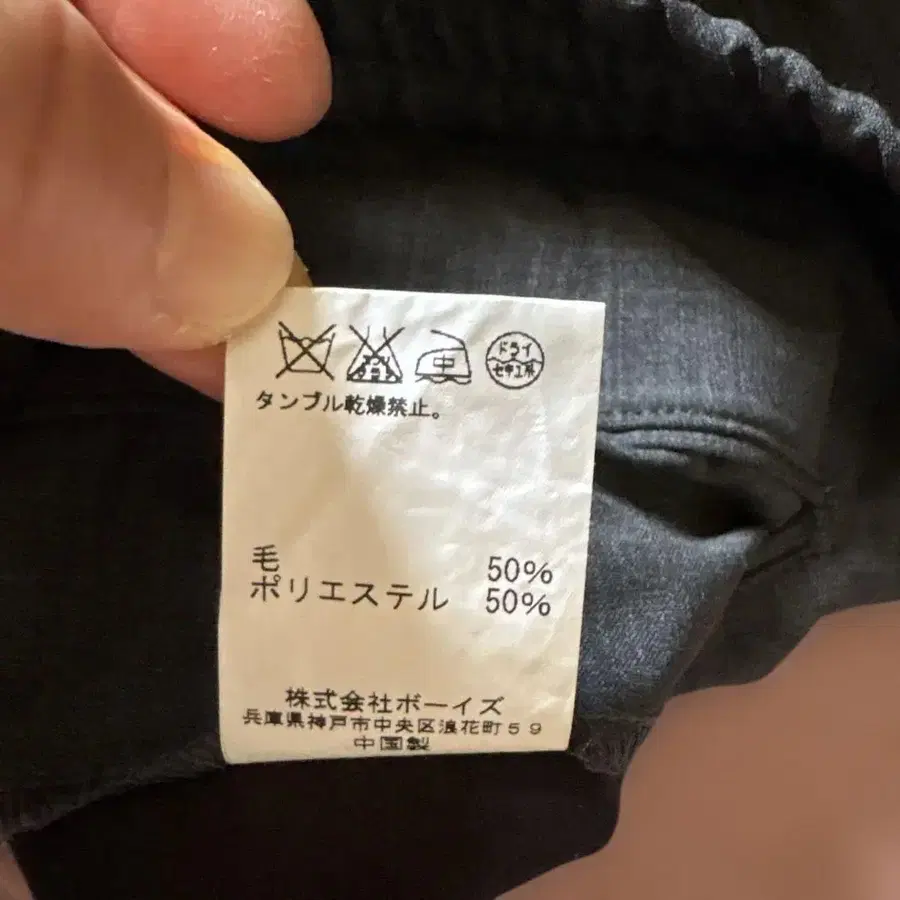 中 ドライ
セキユ系
タンブル乾燥禁止。
毛 50%
ポリエステル 50%
株式会社ボーイズ
兵庫県神戸市中央区浪花町59
中国製